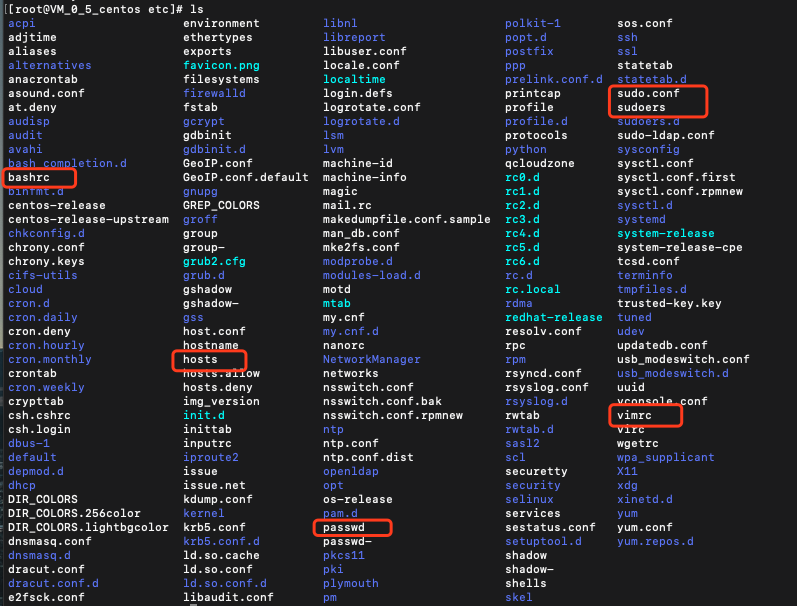 [[root@VM_0_5_centos etc]# ls
acpi environment libnl polkit-1 sos.conf
adjtime ethertypes libreport popt.d ssh
aliases exports libuser.conf postfix ssl
alternatives favicon.png locale.conf ppp statetab
anacrontab filesystems localtime prelink.conf.d statetab.d
asound.conf firewalld login.defs printcap sudo.conf
at.deny fstab logrotate.conf profile sudoers
audisp gcrypt logrotate.d profile.d sudoers.d
audit gdbinit lsm protocols sudo-ldap.conf
avahi gdbinit.d lvm python sysconfig
bash_completion.d GeoIP.conf machine-id qcloudzone sysctl.conf
bashrc GeoIP.conf.default machine-info rc0.d sysctl.conf.first
binfmt.d gnupg magic rc1.d sysctl.conf.rpmnew
centos-release GREP_COLORS mail.rc rc2.d sysctl.d
centos-release-upstream groff makedumpfile.conf.sample rc3.d systemd
chkconfig.d group man_db.conf rc4.d system-release
chrony.conf group- mke2fs.conf rc5.d system-release-cpe
chrony.keys grub2.cfg modprobe.d rc6.d tcsd.conf
cifs-utils grub.d modules-load.d rc.d terminfo
cloud gshadow motd rc.local tmpfiles.d
cron.d gshadow- mtab rdma trusted-key.key
cron.daily gss my.cnf redhat-release tuned
cron.deny host.conf my.cnf.d resolv.conf udev
cron.hourly hostname nanorc rpc updatedb.conf
cron.monthly hosts NetworkManager rpm usb_modeswitch.conf
crontab hosts.allow networks rsyncd.conf usb_modeswitch.d
cron.weekly hosts.deny nsswitch.conf rsyslog.conf uuid
crypttab img_version nsswitch.conf.bak rsyslog.d vconsole.conf
csh.cshrc init.d nsswitch.conf.rpmnew rwtab vimrc
csh.login inittab ntp rwtab.d virc
dbus-1 inputrc ntp.conf sasl2 wgetrc
default iproute2 ntp.conf.dist scl wpa_supplicant
depmod.d issue openldap securetty X11
dhcp issue.net opt security xdg
DIR_COLORS kdump.conf os-release selinux xinetd.d
DIR_COLORS.256color kernel pam.d services yum
DIR_COLORS.lightbgcolor krb5.conf passwd sestatus.conf yum.conf
dnsmasq.conf krb5.conf.d passwd- setuptool.d yum.repos.d
dnsmasq.d ld.so.cache pkcs11 shadow
dracut.conf ld.so.conf pki shadow-
dracut.conf.d ld.so.conf.d plymouth shells
e2fsck.conf libaudit.conf pm skel